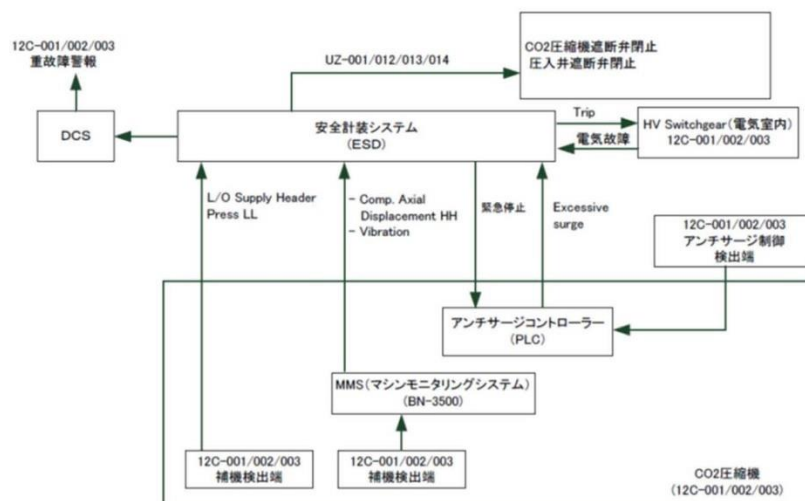 12C-001/002/003
重故障警報
DCS
UZ-001/012/013/014
CO2圧縮機遮断弁閉止
圧入井遮断弁閉止
安全計装システム
(ESD)
Trip
電気故障
HV Switchgear(電気室内)
12C-001/002/003
L/O Supply Header
Press LL
- Comp. Axial
Displacement HH
- Vibration
緊急停止
Excessive
surge
12C-001/002/003
アンチサージ制御
検出端
アンチサージコントローラー
(PLC)
MMS(マシンモニタリングシステム)
(BN-3500)
12C-001/002/003
補機検出端
12C-001/002/003
補機検出端
CO2圧縮機
(12C-001/002/003)